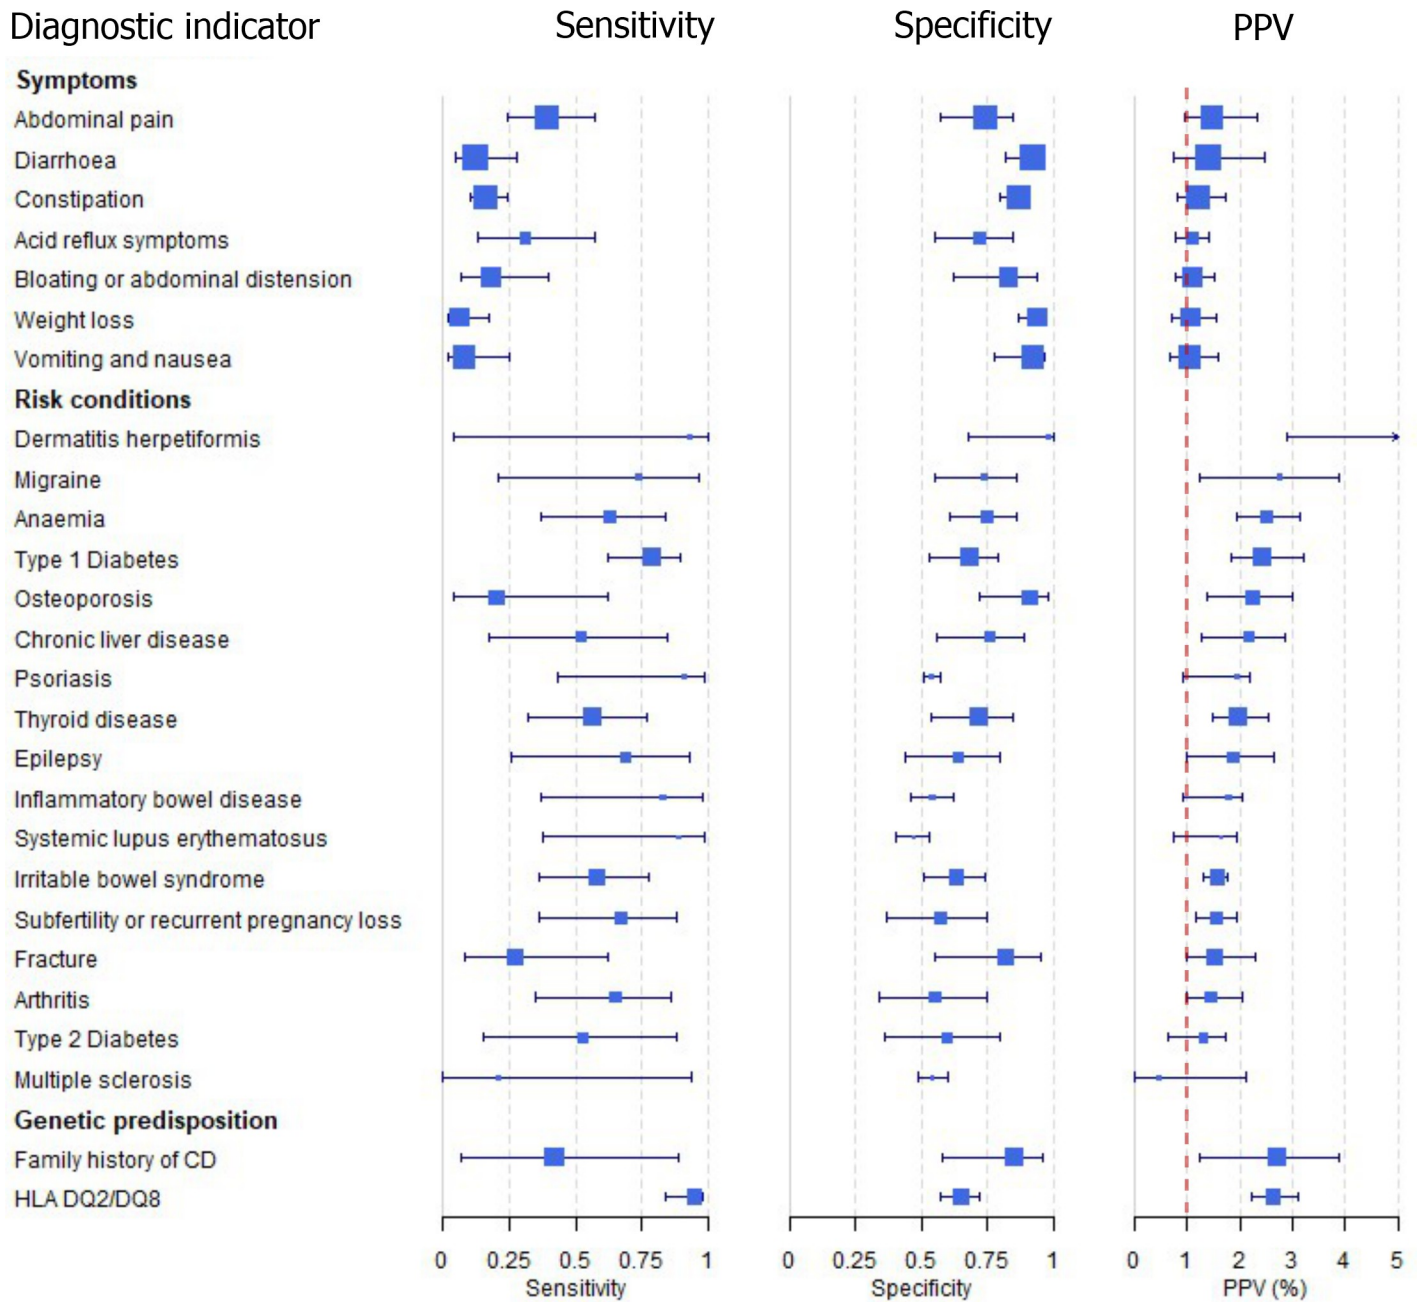 Diagnostic indicator Sensitivity Specificity PPV
Symptoms
Abdominal pain
Diarrhoea
Constipation
Acid reflux symptoms
Bloating or abdominal distension
Weight loss
Vomiting and nausea
Risk conditions
Dermatitis herpetiformis
Migraine
Anaemia
Type 1 Diabetes
Osteoporosis
Chronic liver disease
Psoriasis
Thyroid disease
Epilepsy
Inflammatory bowel disease
Systemic lupus erythematosus
Irritable bowel syndrome
Subfertility or recurrent pregnancy loss
Fracture
Arthritis
Type 2 Diabetes
Multiple sclerosis
Genetic predisposition
Family history of CD
HLA DQ2/DQ8
0 0.25 0.5 0.75 1 0 0.25 0.5 0.75 1 0 1 2 3 4 5
Sensitivity Specificity PPV (%)